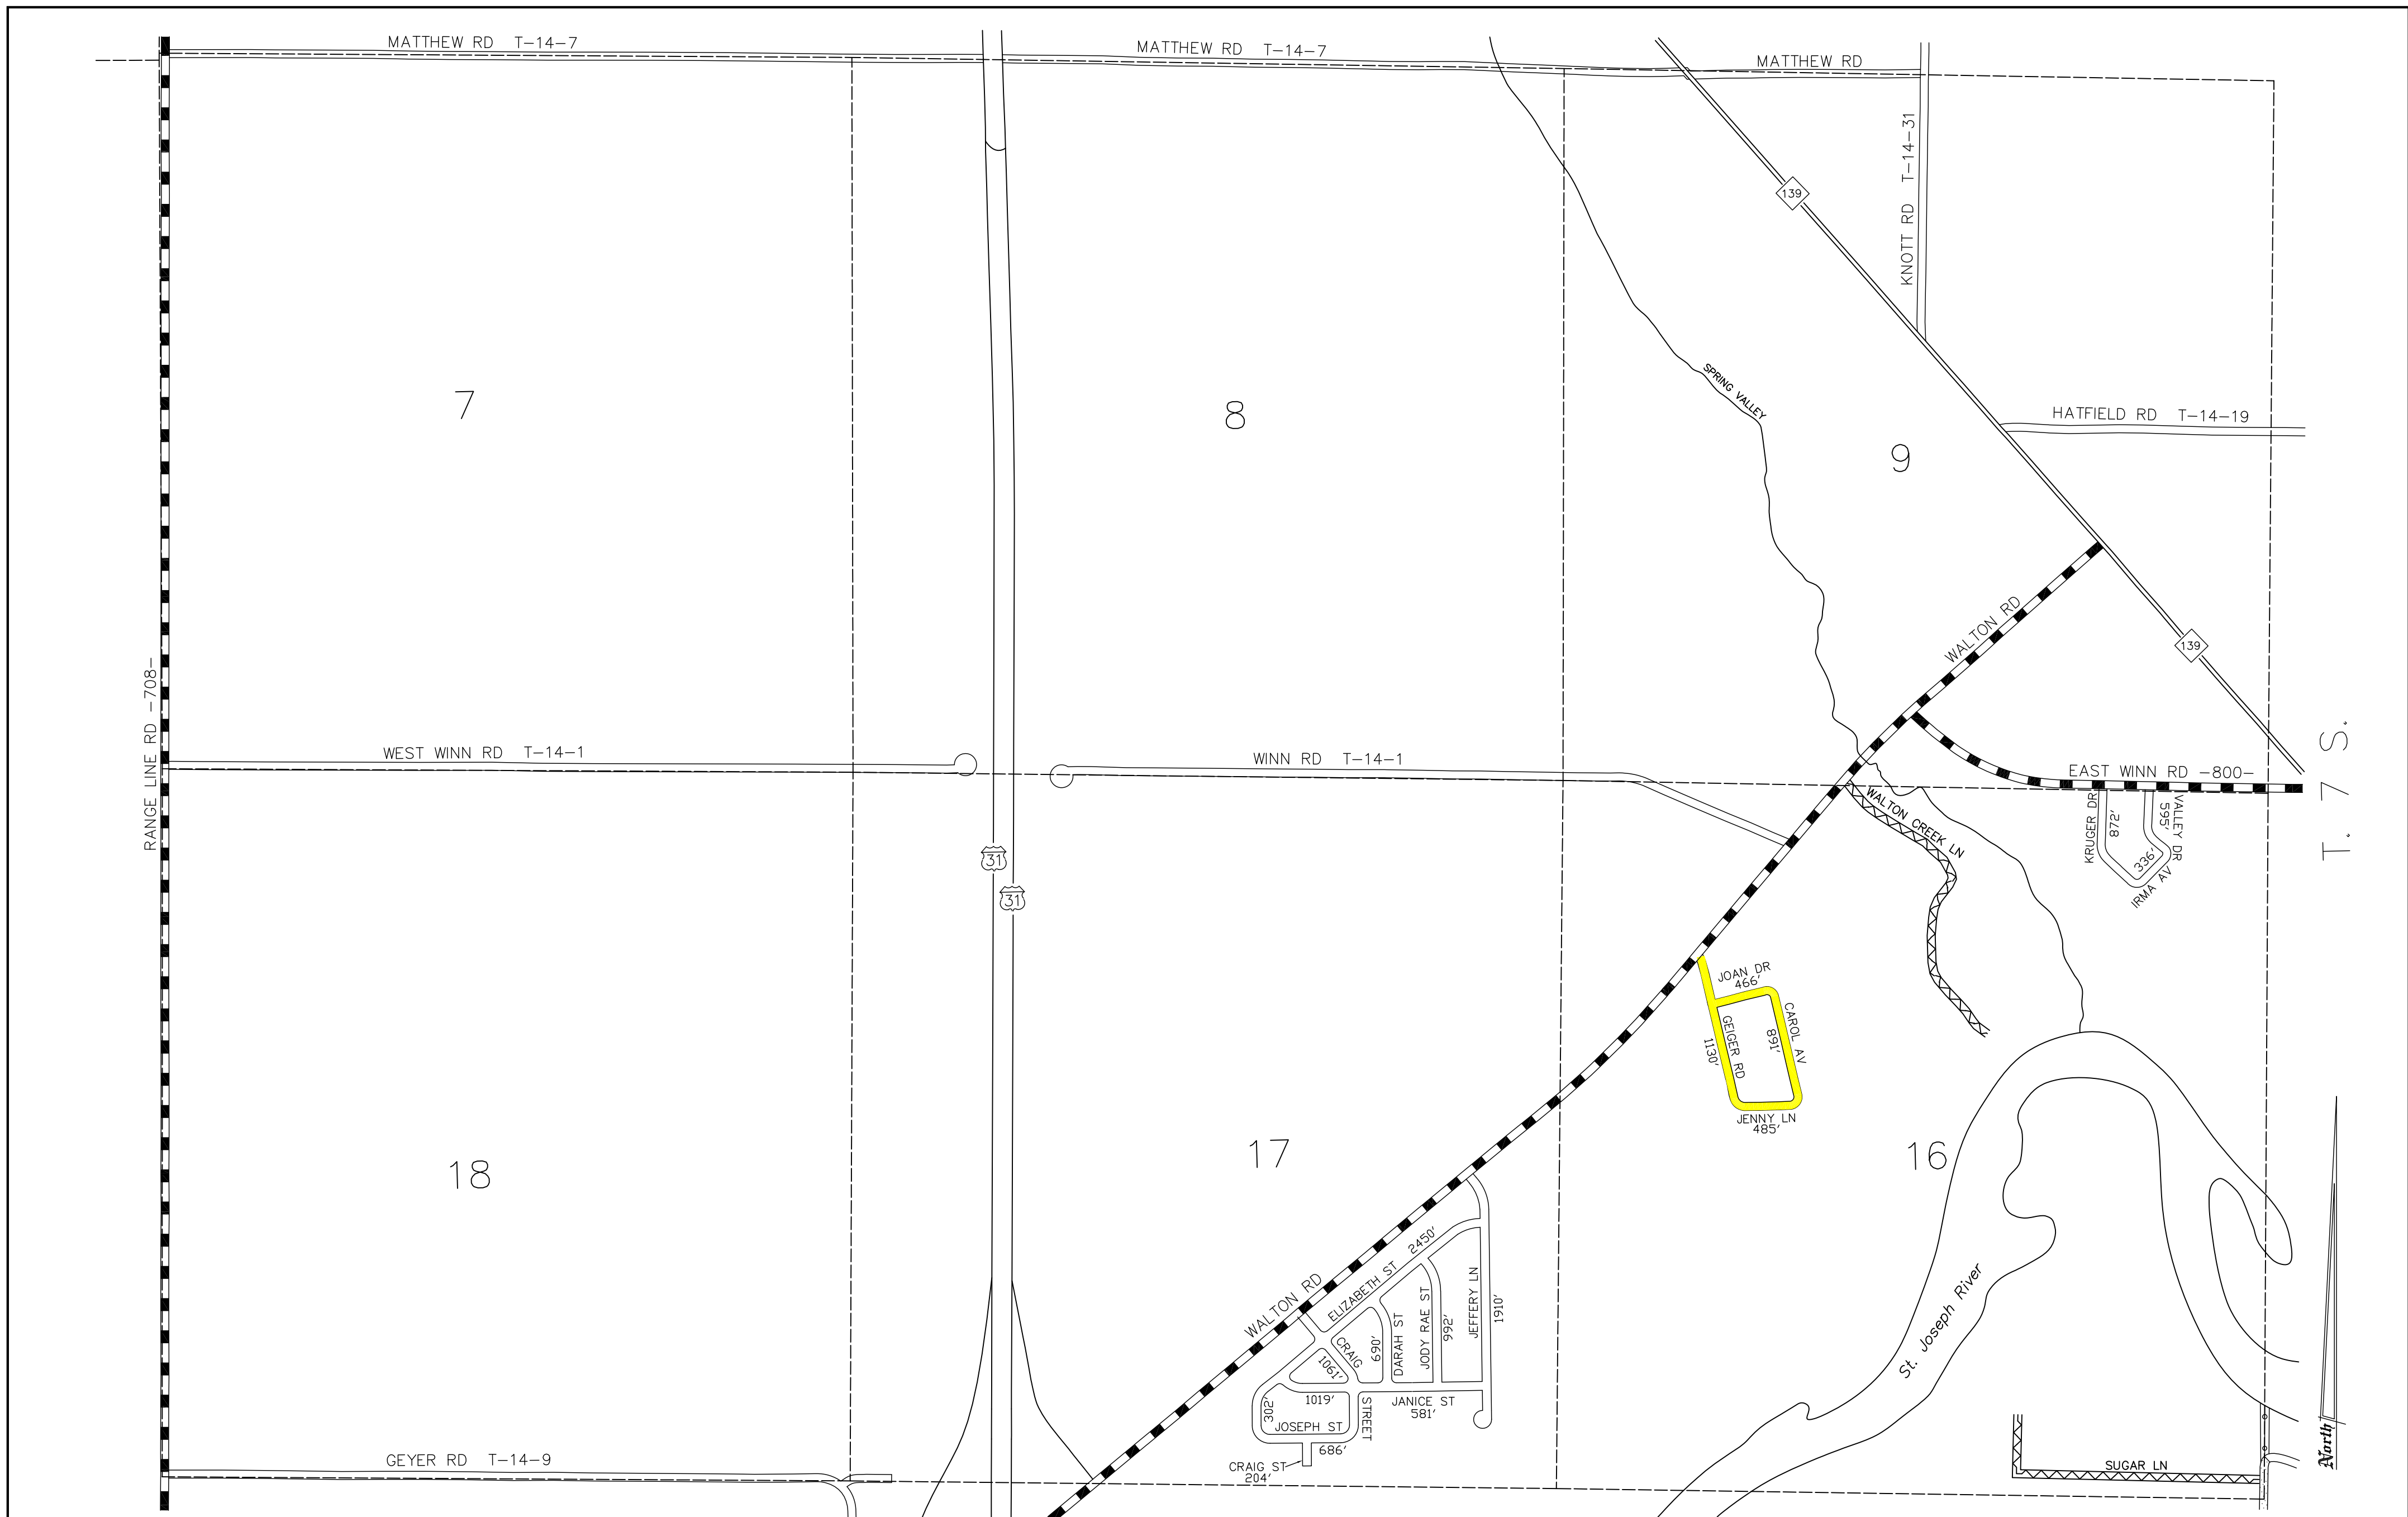 MATTHEW RD T-14-7
MATTHEW RD T-14-7
MATTHEW RD
139
KNOTT RD T-14-31
SPRING VALLEY
7
8
9
HATFIELD RD T-14-19
WALTON RD
139
RANGE LINE RD -708-
WEST WINN RD T-14-1
WINN RD T-14-1
EAST WINN RD -800-
T. 7 S.
WALTON CREEK LN
KRUGER DR
872'
VALLEY DR
595'
336'
IRMA AV
31
31
JOAN DR
466'
CAROL AV
891'
GEIGER RD
1130'
JENNY LN
485'
18
17
16
WALTON RD
ELIZABETH ST 2450'
CRAIG
1061'
690'
DARAH ST
JODY RAE ST
992'
JEFFERY LN
1910'
302'
1019'
STREET
JANICE ST
581'
JOSEPH ST
686'
CRAIG ST
204'
GEYER RD T-14-9
St. Joseph River
SUGAR LN
North